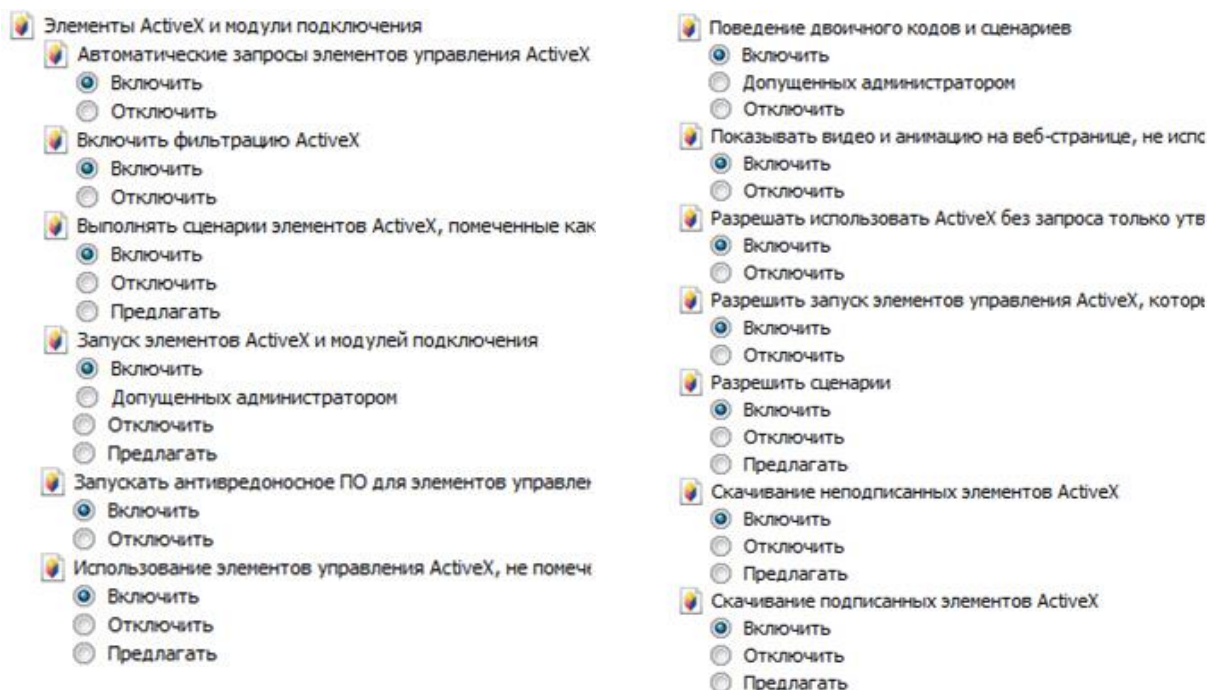 Элементы ActiveX и модули подключения
Автоматические запросы элементов управления ActiveX
Включить
Отключить
Включить фильтрацию ActiveX
Включить
Отключить
Выполнять сценарии элементов ActiveX, помеченные как
Включить
Отключить
Предлагать
Запуск элементов ActiveX и модулей подключения
Включить
Допущенных администратором
Отключить
Предлагать
Запускать антивредоносное ПО для элементов управлен
Включить
Отключить
Использование элементов управления ActiveX, не помече
Включить
Отключить
Предлагать
Поведение двоичного кодов и сценариев
Включить
Допущенных администратором
Отключить
Показывать видео и анимацию на веб-странице, не испо
Включить
Отключить
Разрешать использовать ActiveX без запроса только утв
Включить
Отключить
Разрешить запуск элементов управления ActiveX, которы
Включить
Отключить
Разрешить сценарии
Включить
Отключить
Предлагать
Скачивание неподписанных элементов ActiveX
Включить
Отключить
Предлагать
Скачивание подписанных элементов ActiveX
Включить
Отключить
Предлагать